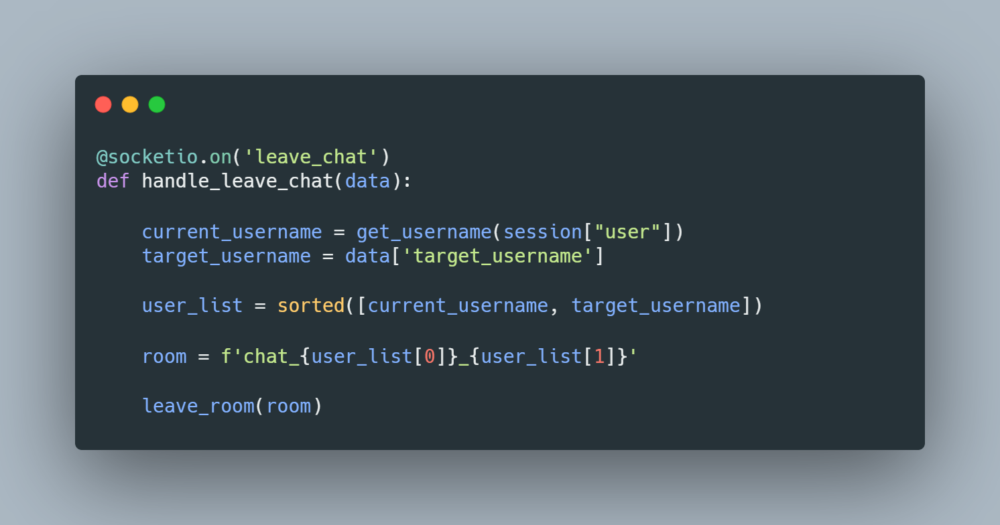 @socketio.on('leave_chat')
def handle_leave_chat(data):
    current_username = get_username(session["user"])
    target_username = data['target_username']
    user_list = sorted([current_username, target_username])
    room = f'chat_{user_list[0]}_{user_list[1]}'
    leave_room(room)